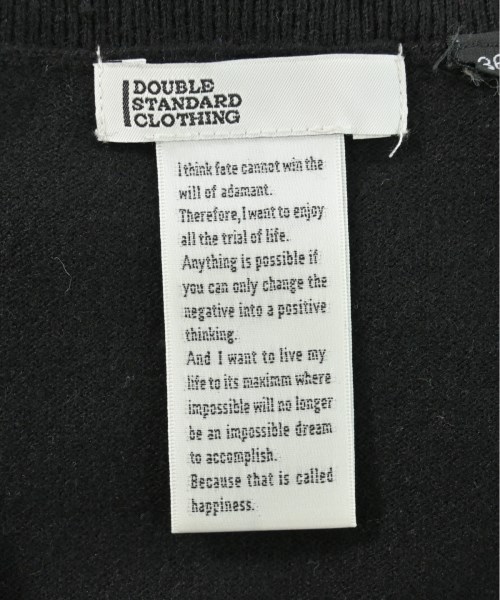 DOUBLE
STANDARD
CLOTHING
36
I think fate cannot win the
will of adamant.
Therefore, I want to enjoy
all the trial of life.
Anything is possible if
you can only change the
negative into a positive
thinking.
And I want to live my
life to its maximm where
impossible will no longer
be an impossible dream
to accomplish.
Because that is called
happiness.